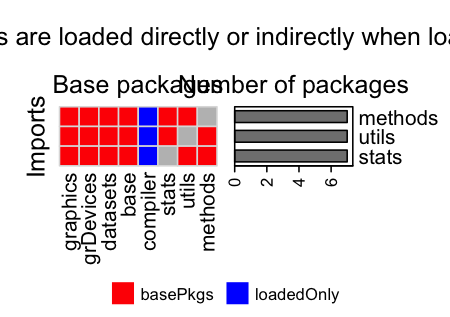 s are loaded directly or indirectly when loa
Base packages
Number of packages
Imports
methods
utils
stats
0 2 4 6
graphics
grDevices
datasets
base
compiler
stats
utils
methods
basePkgs
loadedOnly